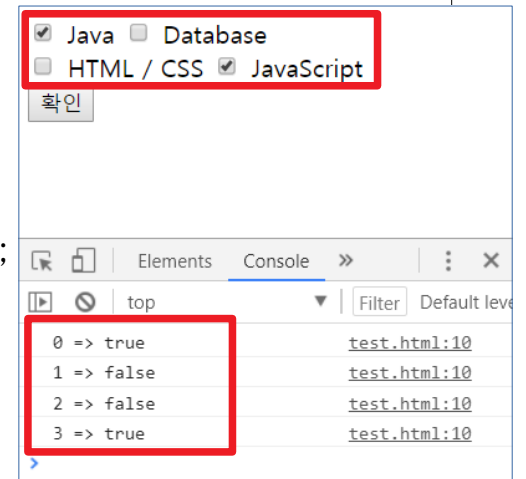 Java Database
HTML / CSS JavaScript
확인
;
Elements Console »
top ▼ Filter Default leve
0 => true test.html:10
1 => false test.html:10
2 => false test.html:10
3 => true test.html:10
>